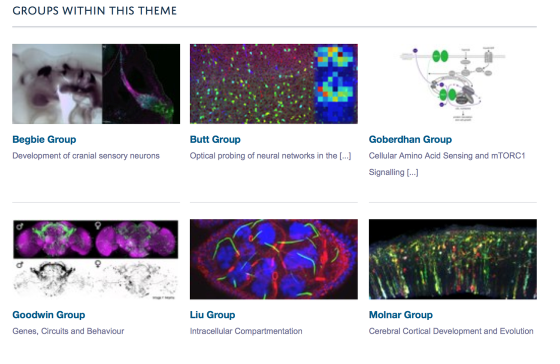 GROUPS WITHIN THIS THEME
Begbie Group
Development of cranial sensory neurons
Butt Group
Optical probing of neural networks in the [...]
Goberdhan Group
Cellular Amino Acid Sensing and mTORC1
Signalling [...]
♂ ♀
♂ ♀
Goodwin Group
Genes, Circuits and Behaviour
Liu Group
Intracellular Compartmentation
Molnar Group
Cerebral Cortical Development and Evolution